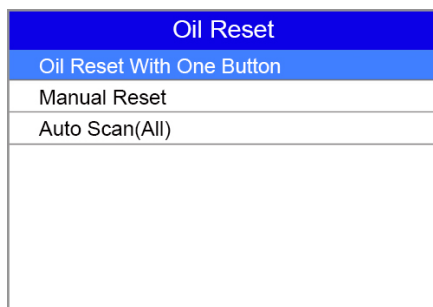 Oil Reset
Oil Reset With One Button
Manual Reset
Auto Scan(All)